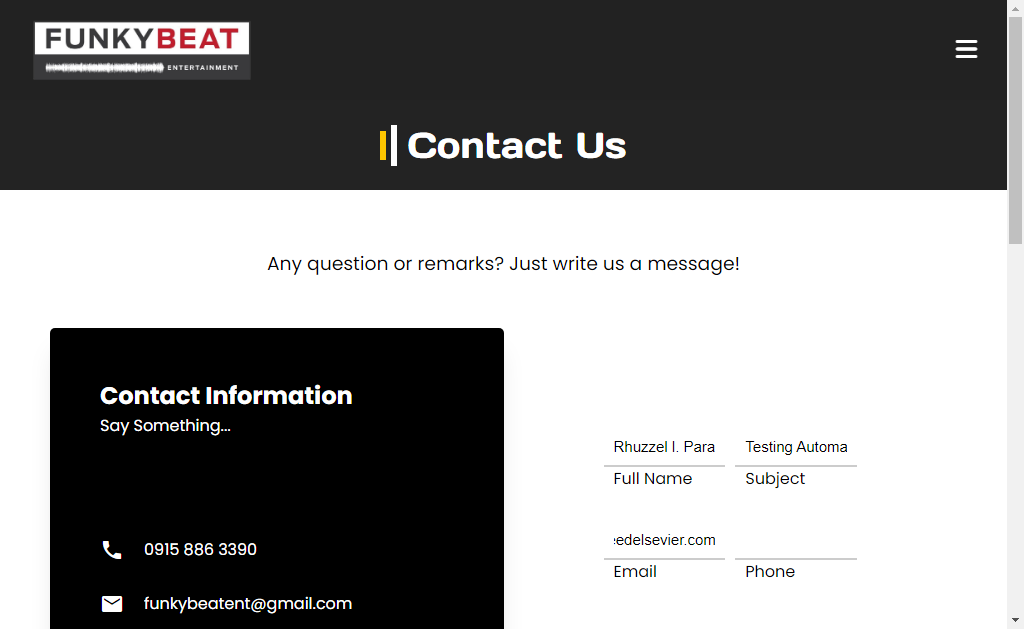 FUNKYBEAT
ENTERTAINMENT
Contact Us
Any question or remarks? Just write us a message!
Contact Information
Say Something...
0915 886 3390
funkybeatent@gmail.com
Rhuzzel I. Para
Testing Automa
Full Name
Subject
edelsevier.com
Email
Phone